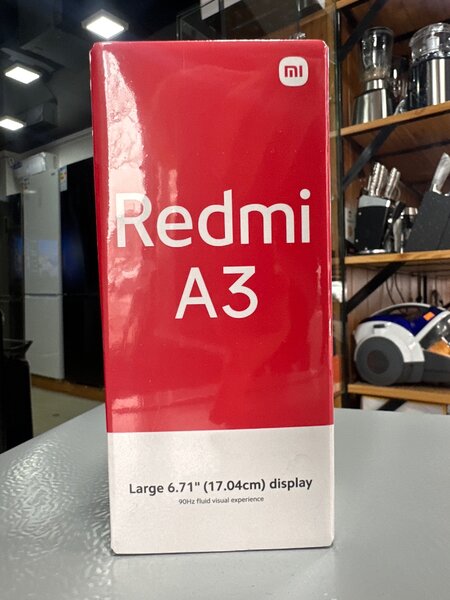 mi
Redmi
A3
Large 6.71" (17.04cm) display
90Hz fluid visual experience